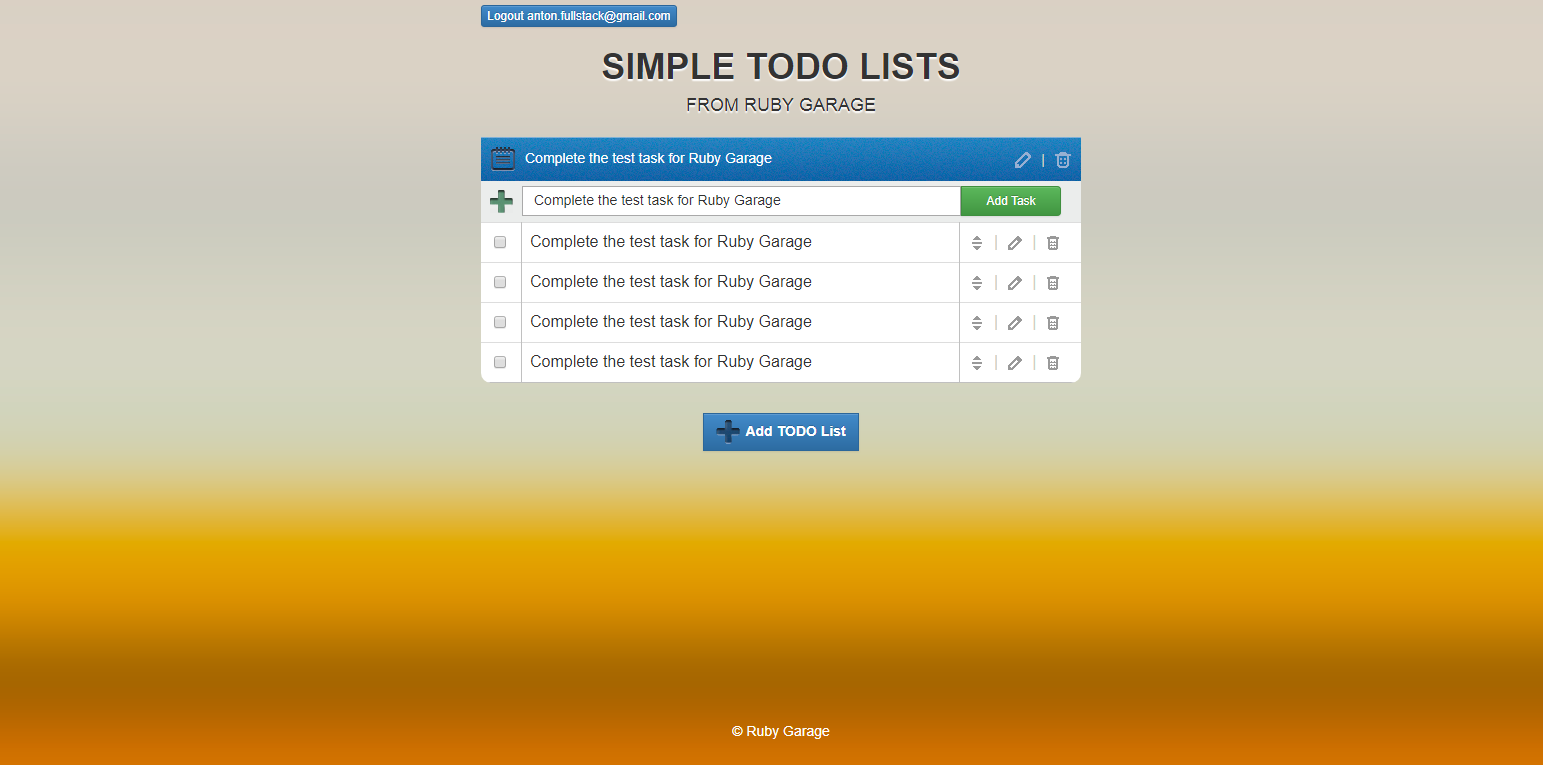 Logout anton.fullstack@gmail.com
SIMPLE TODO LISTS
FROM RUBY GARAGE
Complete the test task for Ruby Garage
Complete the test task for Ruby Garage Add Task
Complete the test task for Ruby Garage
Complete the test task for Ruby Garage
Complete the test task for Ruby Garage
Complete the test task for Ruby Garage
Add TODO List
© Ruby Garage